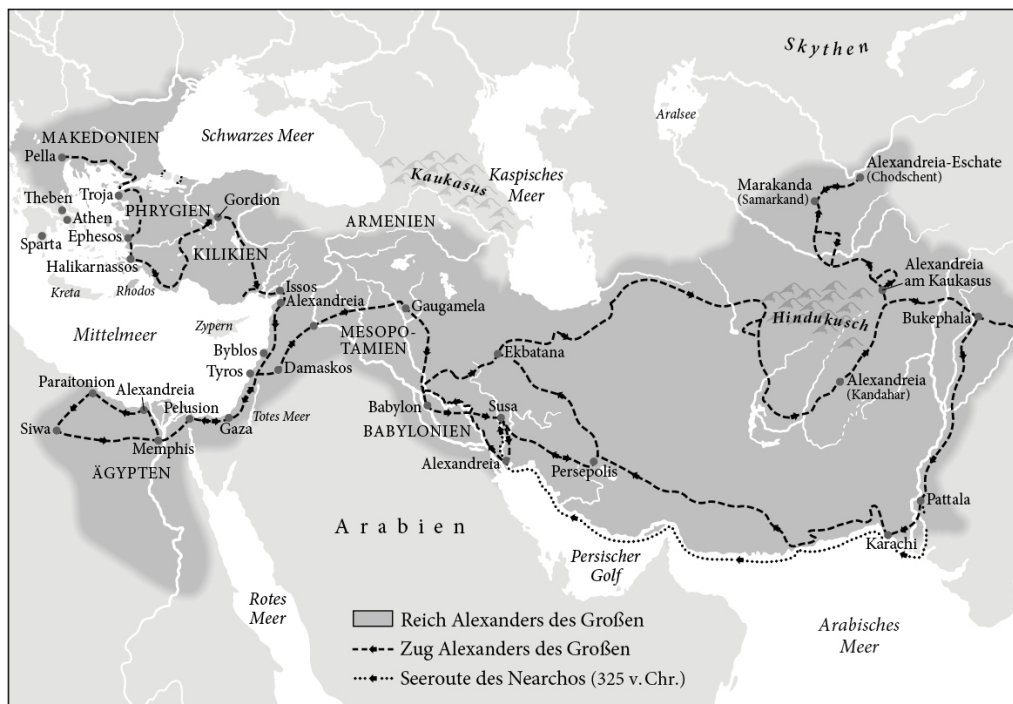 Skythen
Schwarzes Meer
Aralsee
MAKEDONIEN
Pella
Kaukasus
Kaspisches
Meer
Alexandreia-Eschate
(Chodschent)
Marakanda
(Samarkand)
Theben
Troja
PHRYGIEN
Gordion
Athen
Ephesos
ARMENIEN
Sparta
KILIKIEN
Halikarnassos
Kreta
Rhodos
Issos
Alexandreia
Alexandreia
am Kaukasus
Gaugamela
Hindukusch
Bukephala
Mittelmeer
Zypern
MESOPO-
TAMIEN
Byblos
Ekbatana
Tyros
Damaskos
Paraitonion
Alexandreia
Alexandreia
(Kandahar)
Pelusion
Totes Meer
Babylon
Susa
Siwa
Gaza
BABYLONIEN
Memphis
Alexandreia
Persepolis
ÄGYPTEN
Pattala
Arabien
Karachi
Persischer
Golf
Rotes
Meer
Arabisches
Meer
Reich Alexanders des Großen
Zug Alexanders des Großen
Seeroute des Nearchos (325 v. Chr.)